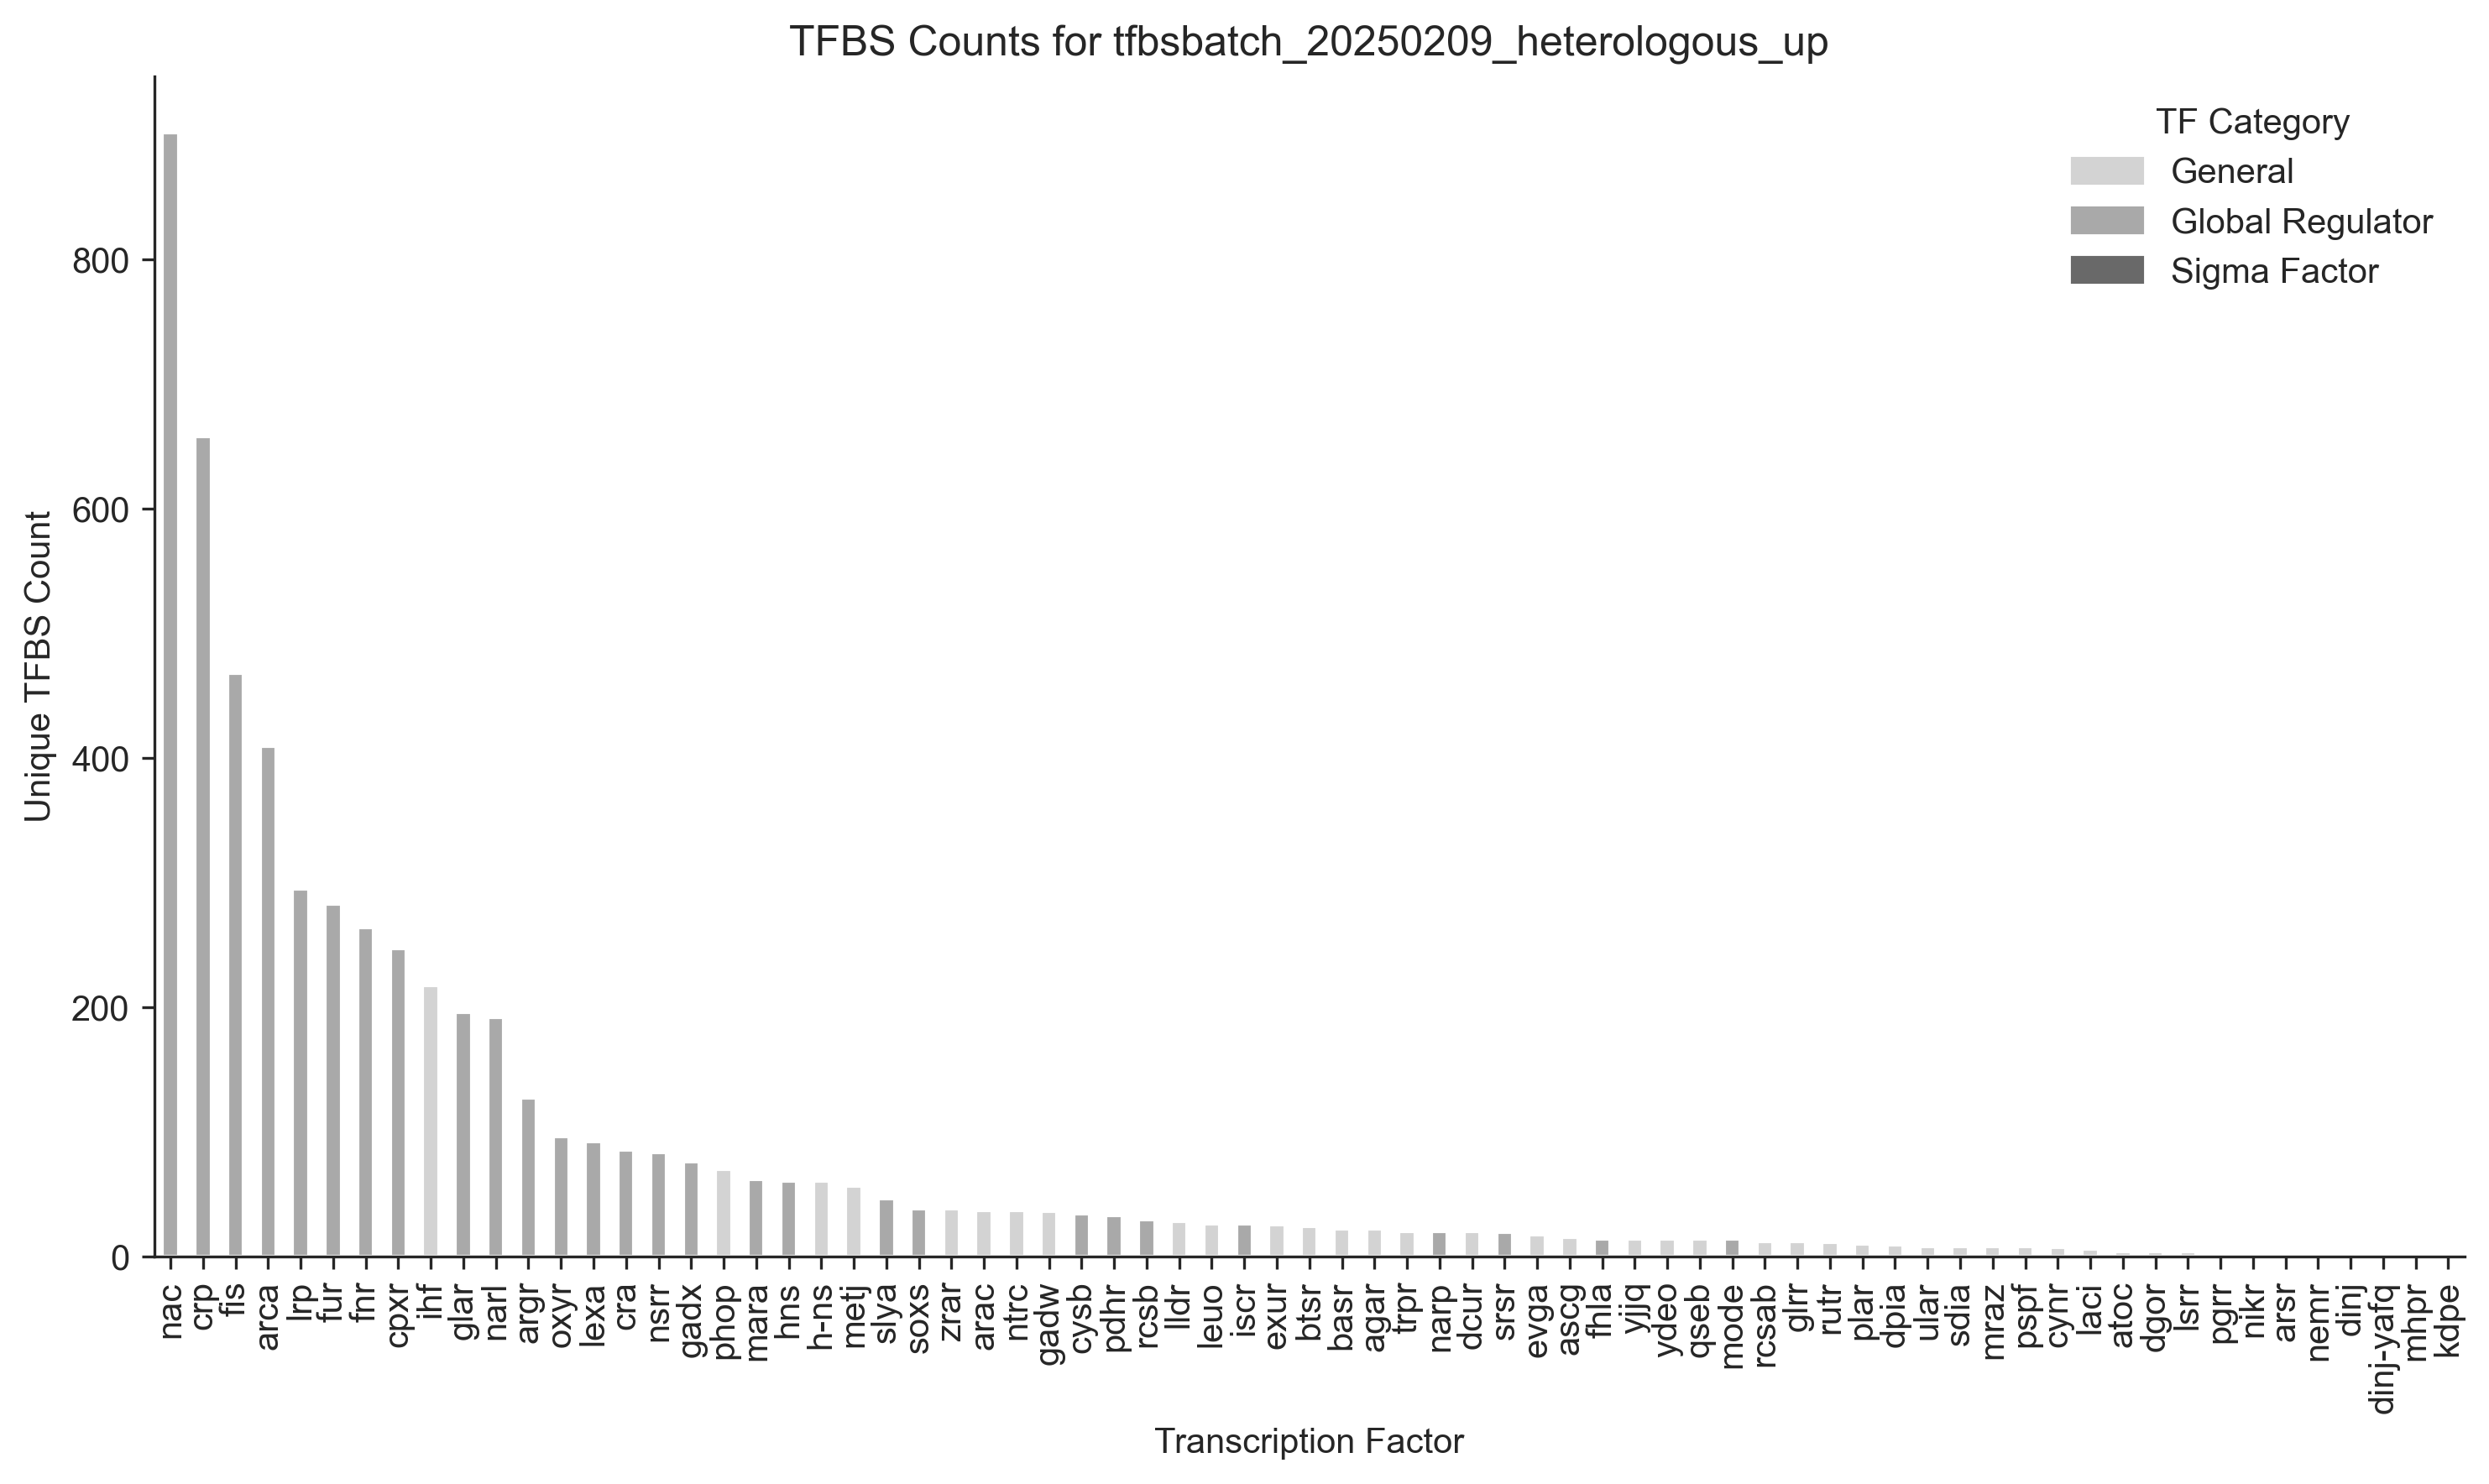 TFBS Counts for tfbsbatch_20250209_heterologous_up
TF Category
General
Global Regulator
Sigma Factor
Unique TFBS Count
800
600
400
200
0
nac
crp
fis
arca
lrp
fur
fnr
cpxr
ihf
glar
narl
argr
oxyr
lexa
cra
nsrr
gadx
phop
mara
hns
h-ns
metj
slya
soxs
zrar
arac
ntrc
gadw
cysb
pdhr
rcsb
lldr
leuo
iscr
exur
btsr
basr
agar
trpr
narp
dcur
srsr
evga
ascg
fhla
yjjq
ydeo
qseb
mode
rcsab
glrr
rutr
plar
dpia
ular
sdia
mraz
pspf
cynr
laci
atoc
dgor
lsrr
pgrr
nikr
arsr
nemr
dinj
dinj-yafq
mhpr
kdpe
Transcription Factor